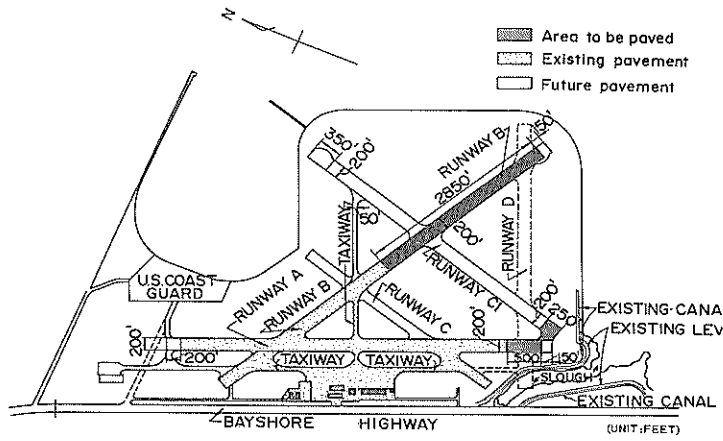 N
Area to be paved
Existing pavement
Future pavement
350'
200'
150'
RUNWAY B
2850'
TAXIWAY
50'
200'
RUNWAY D
U.S. COAST
GUARD
RUNWAY A
RUNWAY B
RUNWAY C1
RUNWAY C
200'
250'
EXISTING CANA
EXISTING LEV
200'
200'
200'
TAXIWAY
TAXIWAY
500
150'
SLOUGH
EXISTING CANAL
BAYSHORE HIGHWAY
(UNIT:FEET)